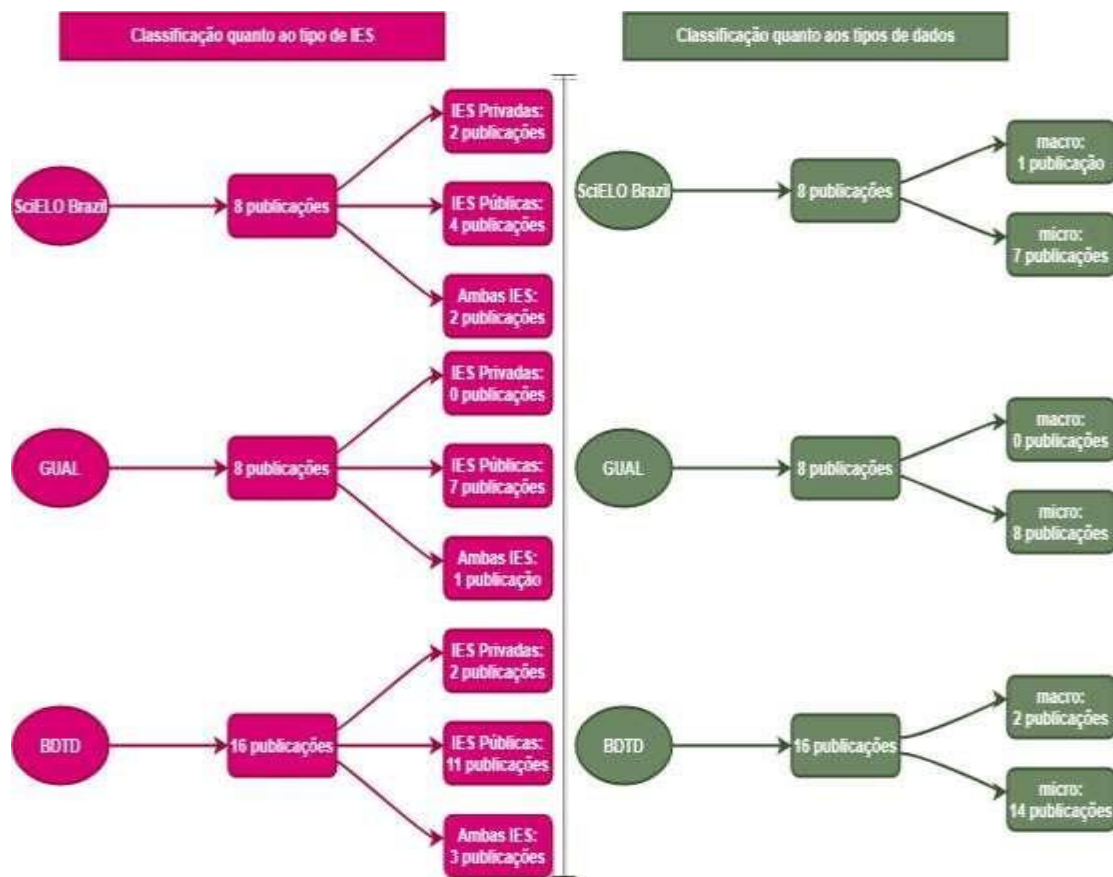 Classificação quanto ao tipo de IES
SciELO Brazil
8 publicações
IES Privadas:
2 publicações
IES Públicas:
4 publicações
Ambas IES:
2 publicações
GUAL
8 publicações
IES Privadas:
0 publicações
IES Públicas:
7 publicações
Ambas IES:
1 publicação
BDTD
16 publicações
IES Privadas:
2 publicações
IES Públicas:
11 publicações
Ambas IES:
3 publicações
Classificação quanto aos tipos de dados
SciELO Brazil
8 publicações
macro:
1 publicação
micro:
7 publicações
GUAL
8 publicações
macro:
0 publicações
micro:
8 publicações
BDTD
16 publicações
macro:
2 publicações
micro:
14 publicações